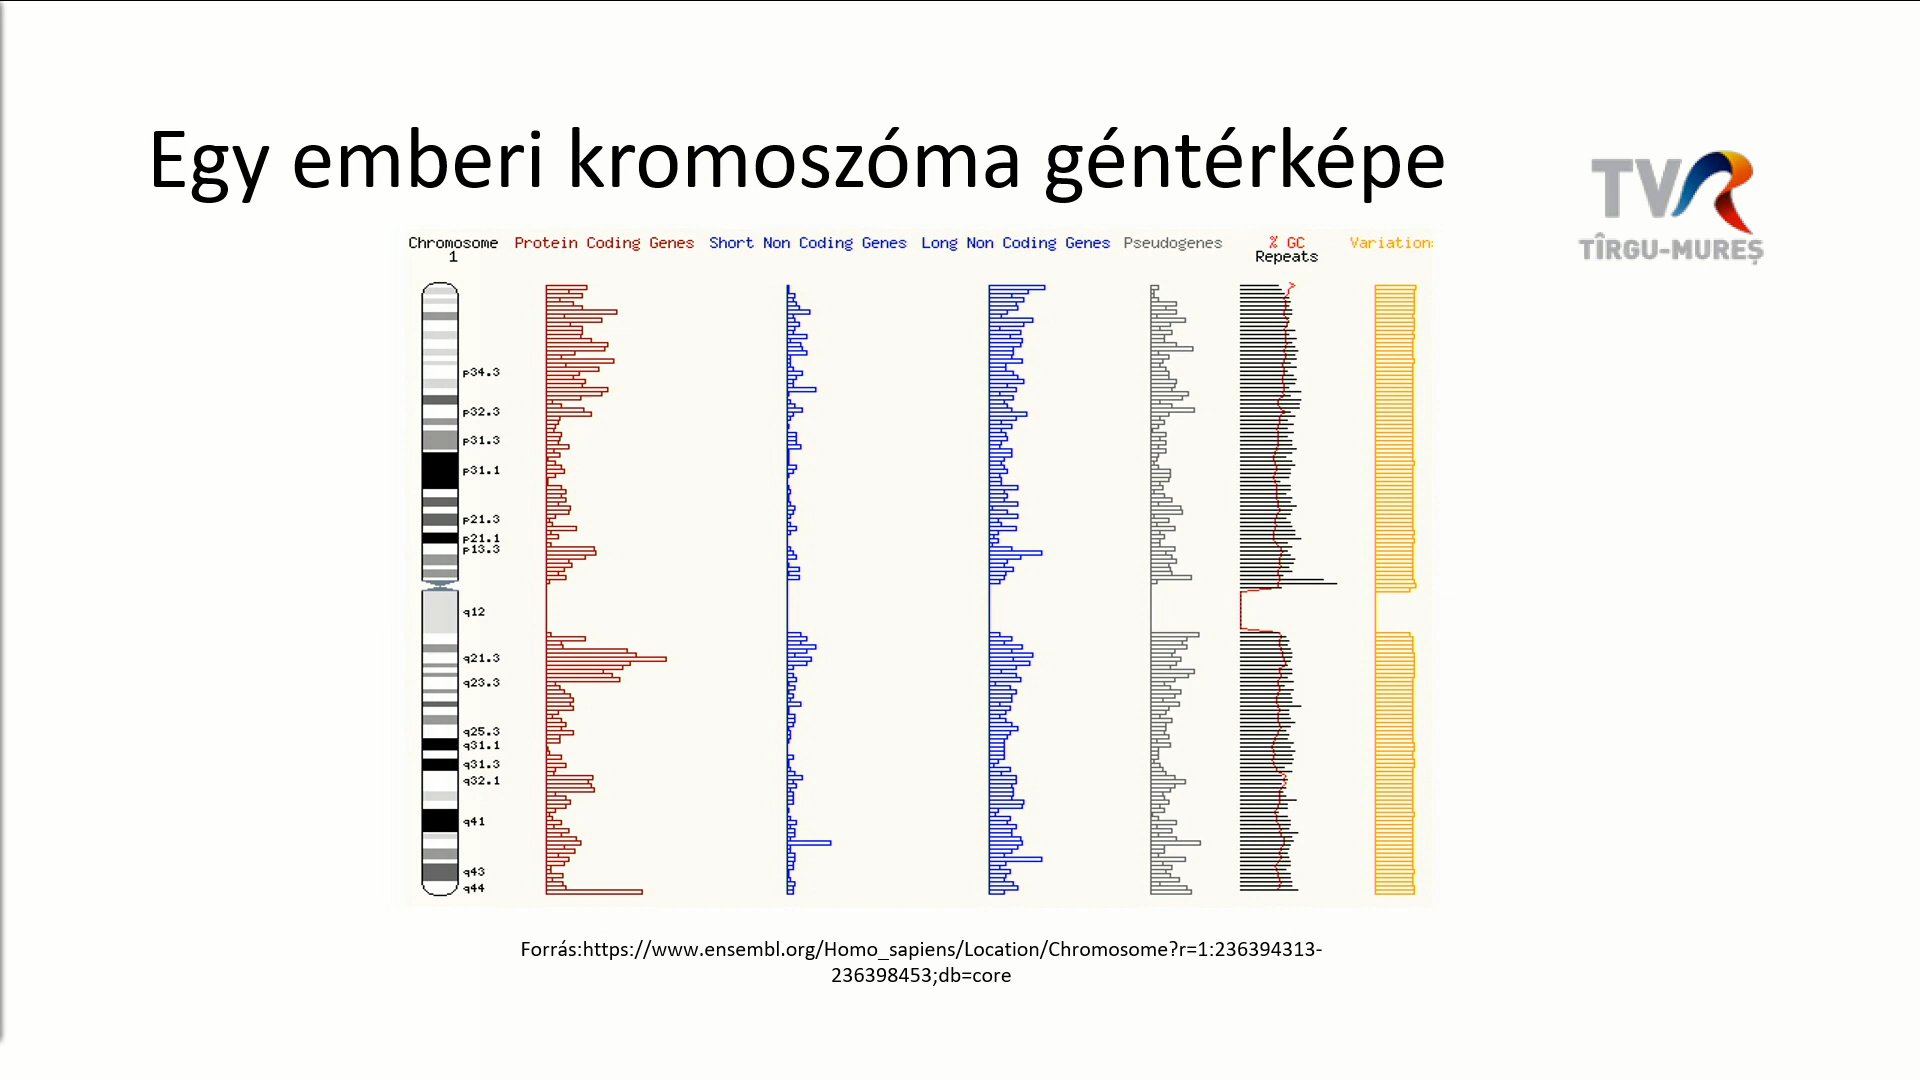 Egy emberi kromoszóma géntérképe
TVR
TÎRGU-MUREȘ
Chromosome Protein Coding Genes Short Non Coding Genes Long Non Coding Genes Pseudogenes % GC Variations
1 Repeats
p34.3
p32.3
p31.3
p31.1
p21.3
p21.1
p13.3
q12
q21.3
q23.3
q25.3
q31.1
q31.3
q32.1
q41
q43
q44
Forrás:https://www.ensembl.org/Homo_sapiens/Location/Chromosome?r=1:236394313-
236398453;db=core